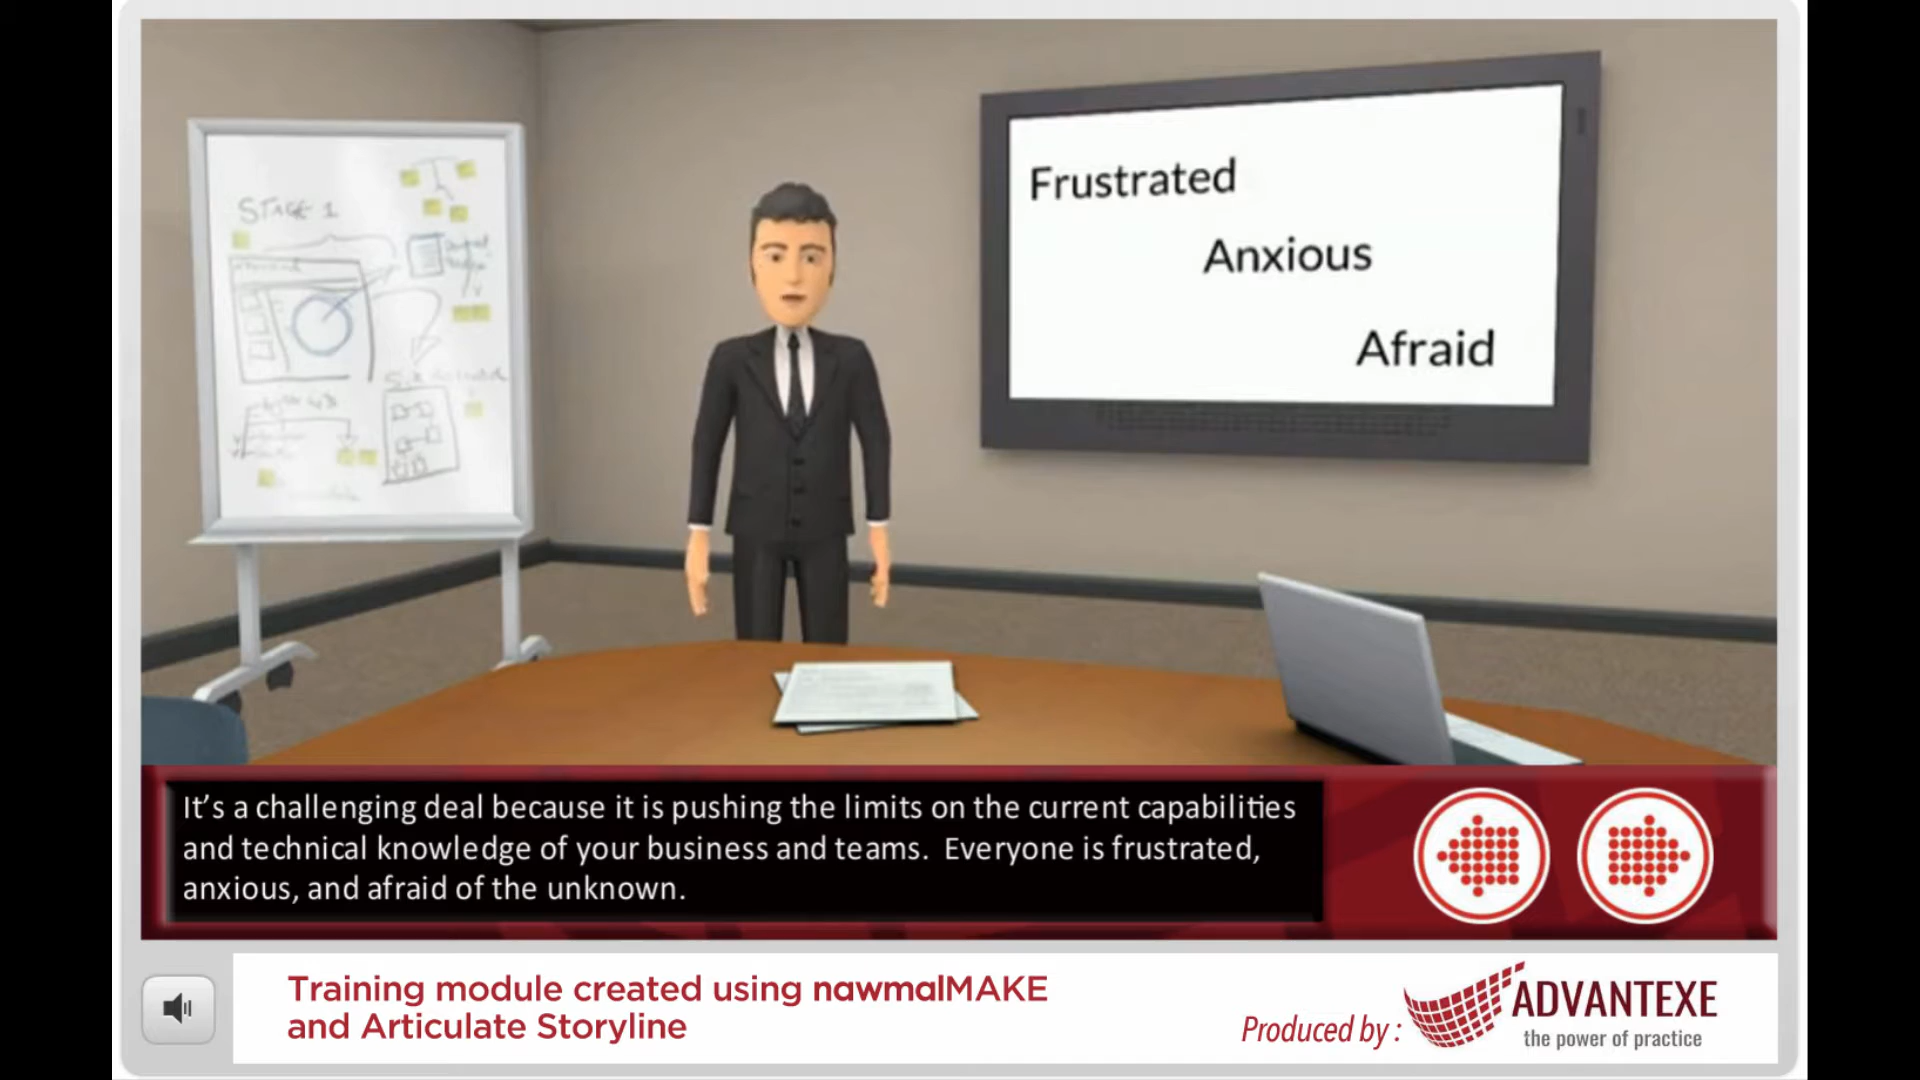 STAGE 1
Frustrated
Anxious
Afraid
It's a challenging deal because it is pushing the limits on the current capabilities
and technical knowledge of your business and teams.  Everyone is frustrated,
anxious, and afraid of the unknown.
Training module created using nawmalMAKE
and Articulate Storyline
Produced by :
ADVANTEXE
the power of practice